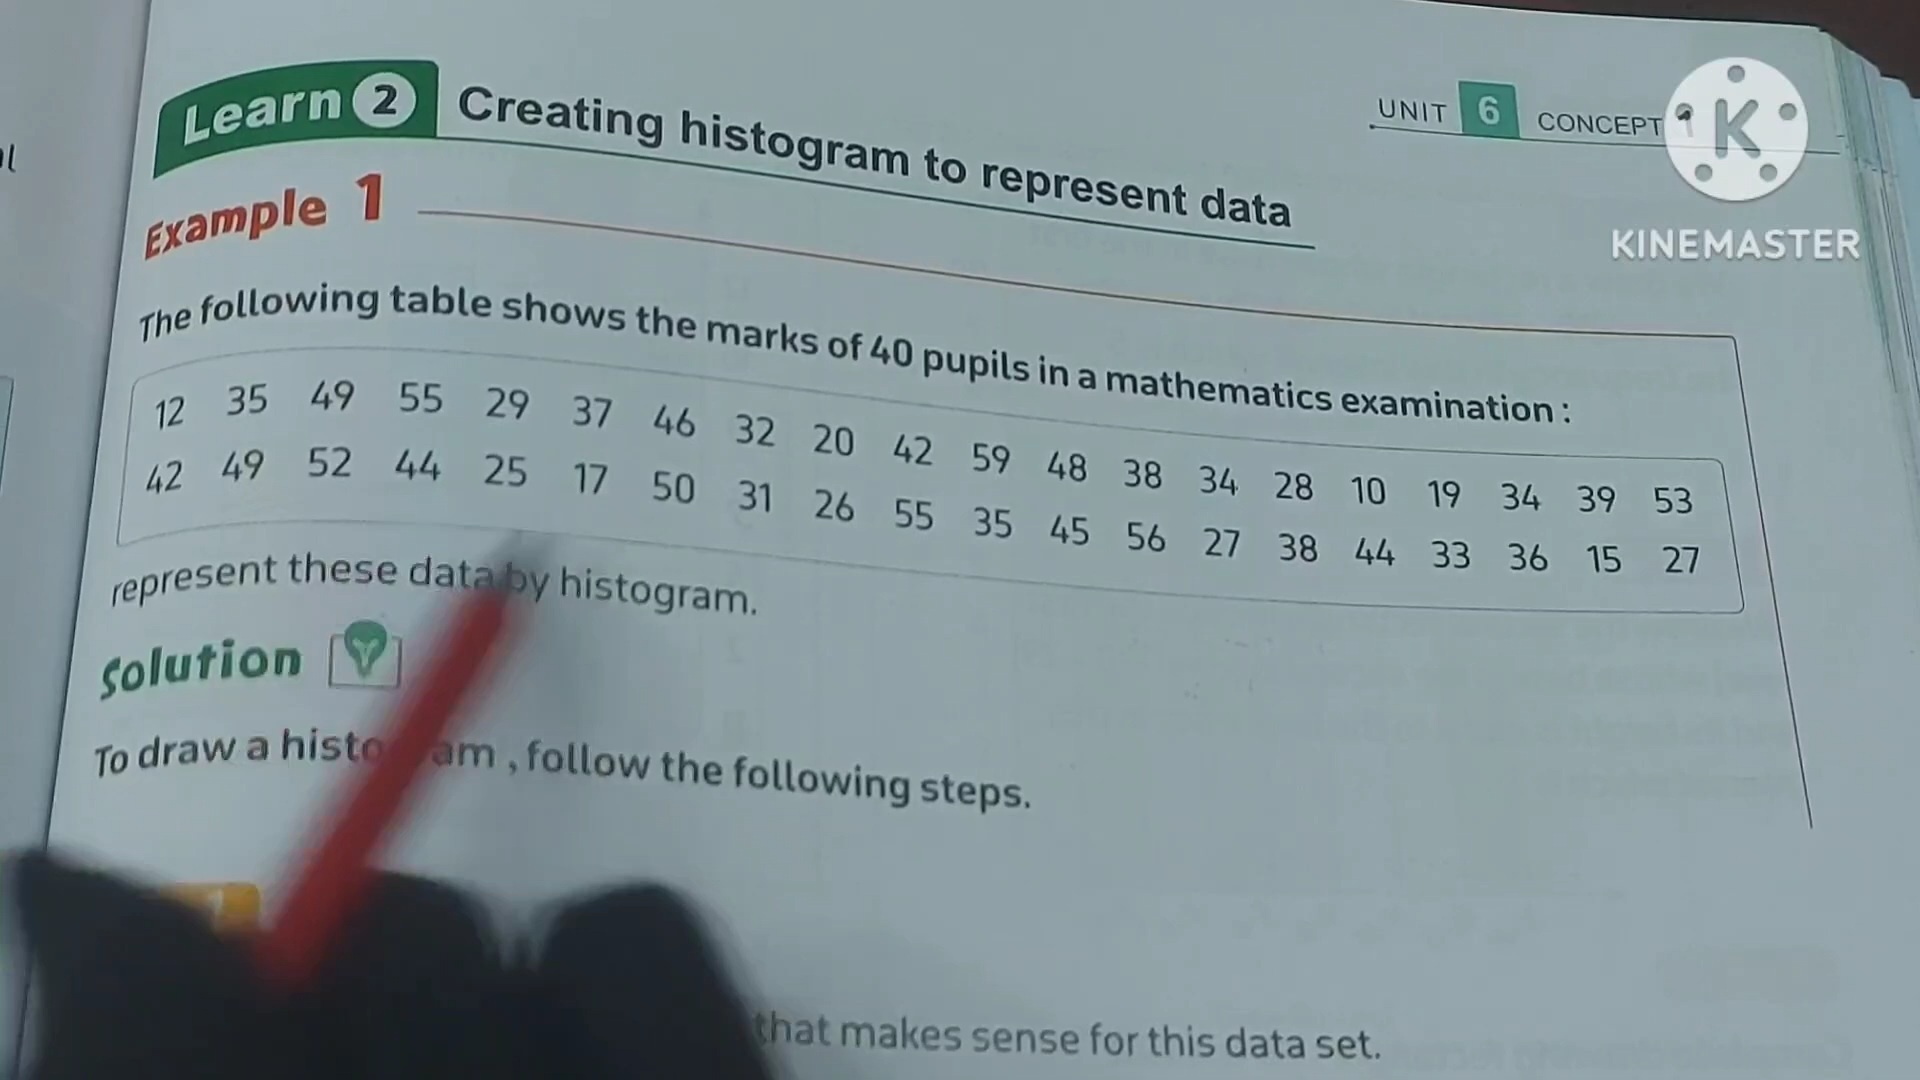 Learn 2 Creating histogram to represent data
UNIT 6 CONCEPT
K
KINEMASTER
Example 1
The following table shows the marks of 40 pupils in a mathematics examination :
12 35 49 55 29 37 46 32 20 42 59 48 38 34 28 10 19 34 39 53
42 49 52 44 25 17 50 31 26 55 35 45 56 27 38 44 33 36 15 27
represent these data by histogram.
Solution
To draw a histogram , follow the following steps.
that makes sense for this data set.